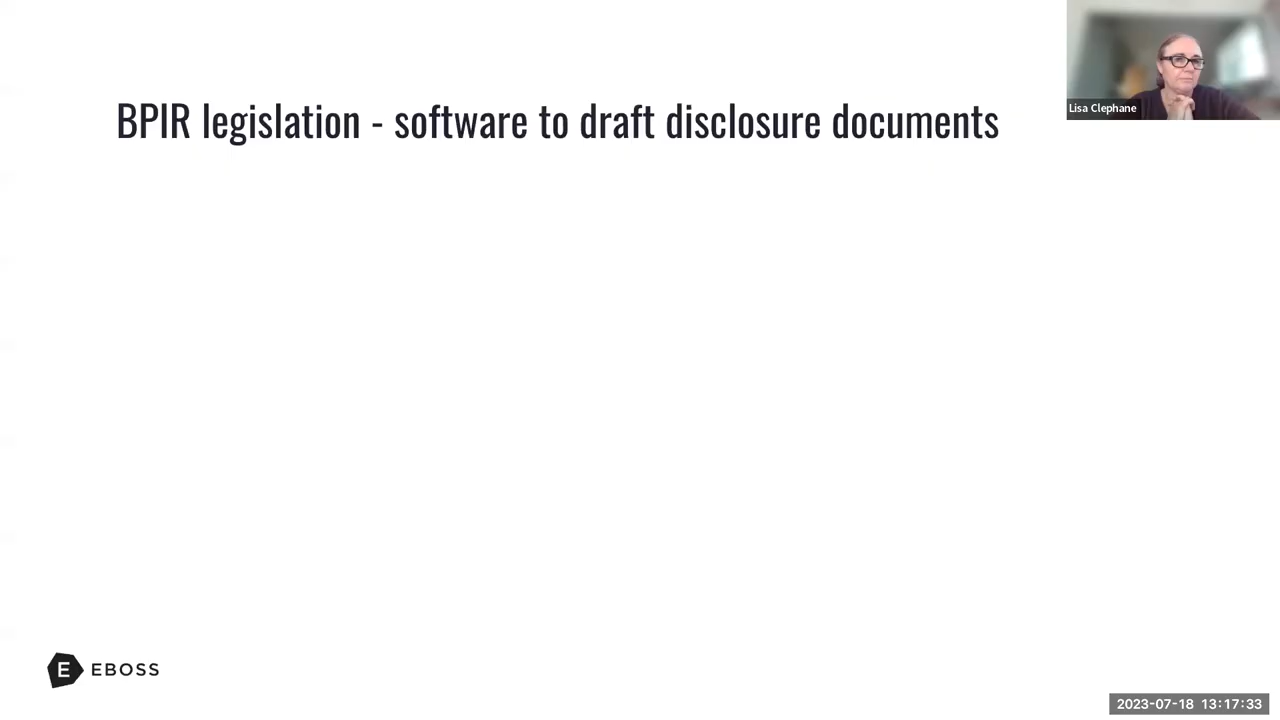 Lisa Clephane
BPIR legislation - software to draft disclosure documents
E EBOSS
2023-07-18 13:17:33